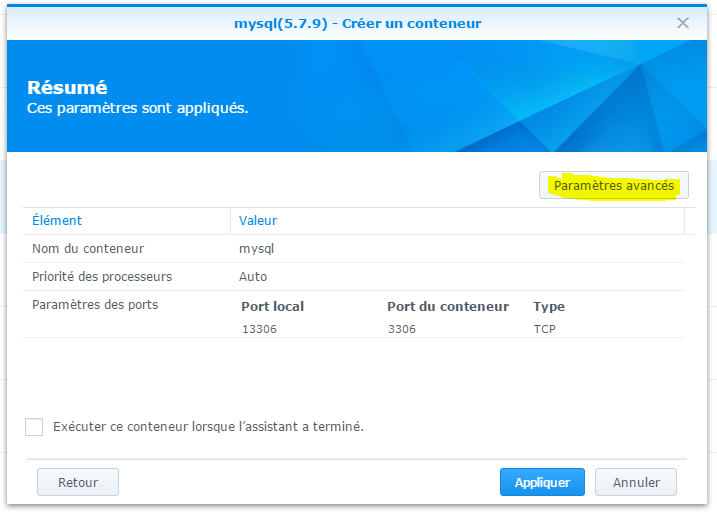 mysql(5.7.9) - Créer un conteneur
Résumé
Ces paramètres sont appliqués.
Paramètres avancés
Élément Valeur
Nom du conteneur mysql
Priorité des processeurs Auto
Paramètres des ports Port local Port du conteneur Type
13306 3306 TCP
Exécuter ce conteneur lorsque l’assistant a terminé.
Retour Appliquer Annuler